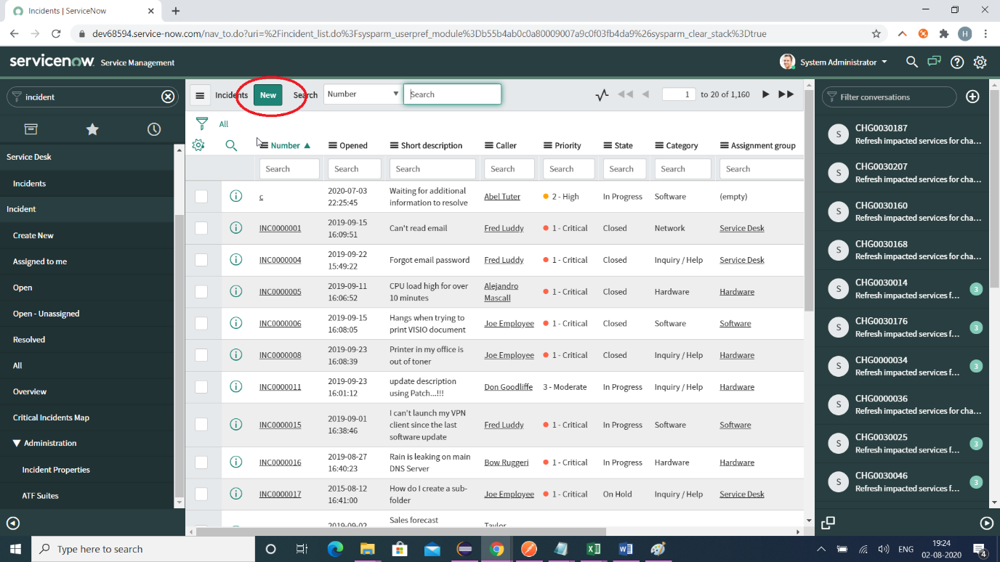 Incidents | ServiceNow
dev68594.service-now.com/nav_to.do?uri=%2Fincident_list.do%3Fsysparm_userpref_module%3Db55b4ab0c0a80009007a9c0f03fb4da9%26sysparm_clear_stack%3Dtrue
H
servicenow Service Management
System Administrator
incident
Service Desk
Incidents
Incident
Create New
Assigned to me
Open
Open - Unassigned
Resolved
All
Overview
Critical Incidents Map
Administration
Incident Properties
ATF Suites
Incidents New Search Number Search 1 to 20 of 1,160
All
Number Opened Short description Caller Priority State Category Assignment group
Search Search Search Search Search Search Search Search
c 2020-07-03 22:25:45 Waiting for additional information to resolve Abel Tuter 2 - High In Progress Software (empty)
INC0000001 2019-09-15 16:09:51 Can't read email Fred Luddy 1 - Critical Closed Network Service Desk
INC0000004 2019-09-22 15:49:22 Forgot email password Fred Luddy 1 - Critical Closed Inquiry / Help Service Desk
INC0000005 2019-09-11 16:06:52 CPU load high for over 10 minutes Alejandro Mascall 1 - Critical Closed Hardware Hardware
INC0000006 2019-09-15 16:08:05 Hangs when trying to print VISIO document Joe Employee 1 - Critical Closed Software Software
INC0000008 2019-09-23 16:08:39 Printer in my office is out of toner Joe Employee 1 - Critical Closed Inquiry / Help Hardware
INC0000011 2019-09-23 16:01:12 update description using Patch...!!! Don Goodliffe 3 - Moderate In Progress Inquiry / Help Hardware
INC0000015 2019-09-01 16:38:46 I can't launch my VPN client since the last software update Fred Luddy 1 - Critical In Progress Software Software
INC0000016 2019-08-27 16:40:23 Rain is leaking on main DNS Server Bow Ruggeri 1 - Critical In Progress Hardware Hardware
INC0000017 2015-08-12 16:41:00 How do I create a sub-folder Joe Employee 1 - Critical On Hold Inquiry / Help Service Desk
2019-09-02 Sales forecast Taylor
Filter conversations
S CHG0030187
Refresh impacted services for cha...
S CHG0030207
Refresh impacted services for cha...
S CHG0030160
Refresh impacted services for cha...
S CHG0030168
Refresh impacted services for cha...
S CHG0030014
Refresh impacted services f... 3
S CHG0030176
Refresh impacted services f... 3
S CHG0000034
Refresh impacted services f... 3
S CHG0000036
Refresh impacted services for cha...
S CHG0030025
Refresh impacted services f... 3
S CHG0030046
Refresh impacted services f... 3
Type here to search
ENG
19:24
02-08-2020
4